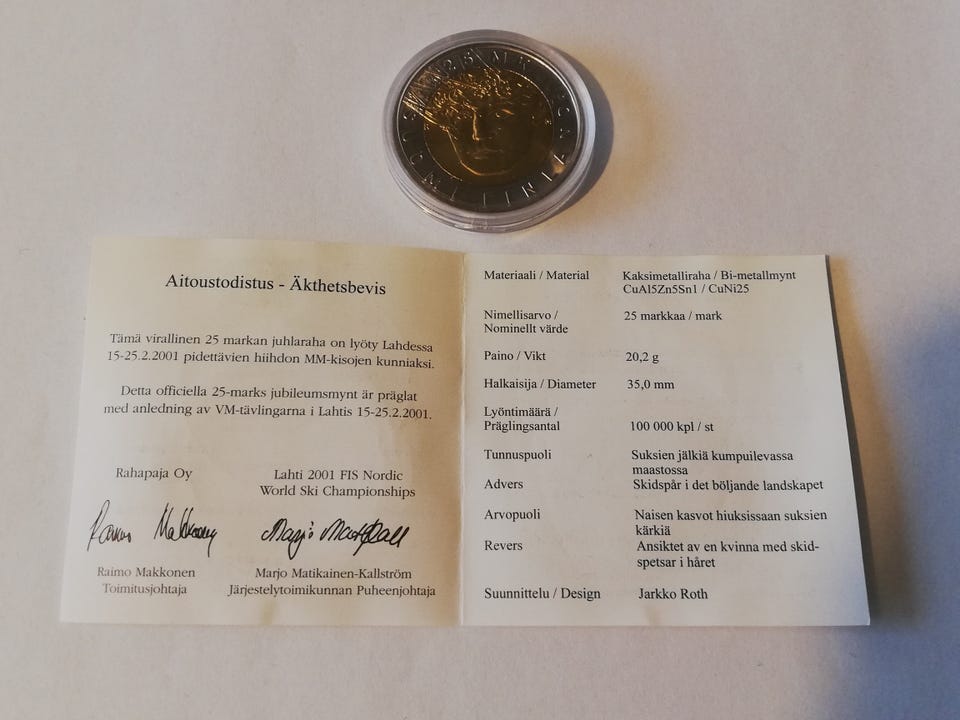 25 MK
SUOMI FINLAND
Aitoustodistus - Äkthetsbevis
Tämä virallinen 25 markan juhlaraha on lyöty Lahdessa
15-25.2.2001 pidettävien hiihdon MM-kisojen kunniaksi.
Detta officiella 25-marks jubileumsmynt är präglat
med anledning av VM-tävlingarna i Lahtis 15-25.2.2001.
Rahapaja Oy
Lahti 2001 FIS Nordic
World Ski Championships
Raimo Makkonen
Toimitusjohtaja
Marjo Matikainen-Kallström
Järjestelytoimikunnan Puheenjohtaja
Materiaali / Material Kaksimetalliraha / Bi-metallmynt
CuAl5Zn5Sn1 / CuNi25
Nimellisarvo / 25 markkaa / mark
Nominellt värde
Paino / Vikt 20,2 g
Halkaisija / Diameter 35,0 mm
Lyöntimäärä /
Präglingsantal 100 000 kpl / st
Tunnuspuoli Suksien jälkiä kumpuilevassa
maastossa
Advers Skidspår i det böljande landskapet
Arvopuoli Naisen kasvot hiuksissaan suksien
kärkiä
Revers Ansiktet av en kvinna med skid-
spetsar i håret
Suunnittelu / Design Jarkko Roth